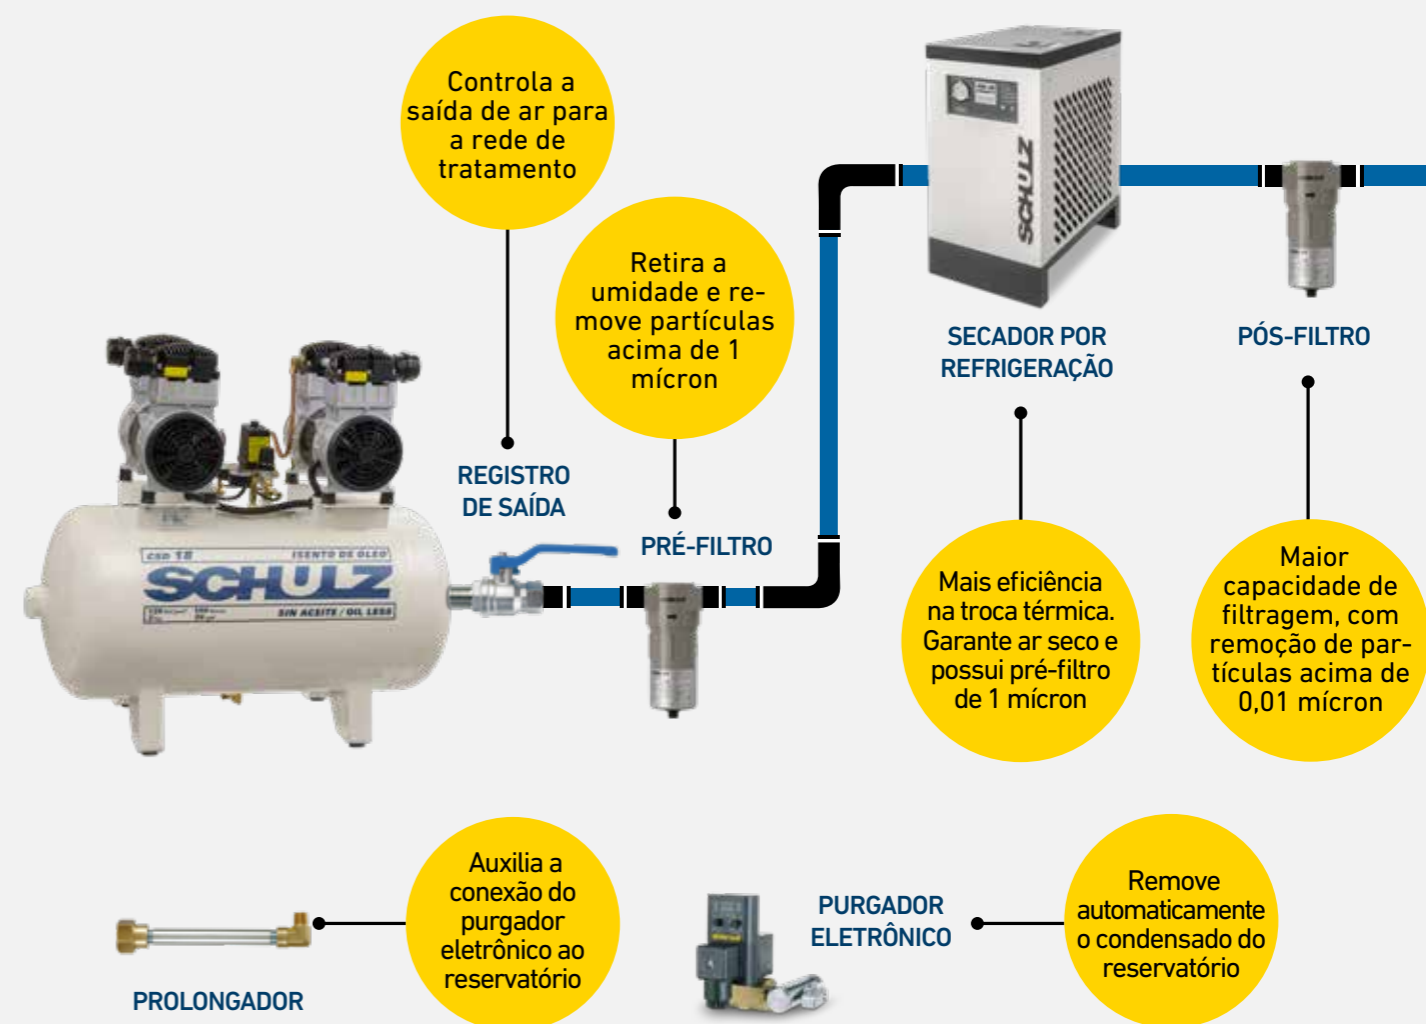 Controla a
saída de ar para
a rede de
tratamento
Retira a
umidade e re-
move partículas
acima de 1
mícron
SCHULZ
SECADOR POR
REFRIGERAÇÃO
PÓS-FILTRO
REGISTRO
DE SAÍDA
PRÉ-FILTRO
CSD 18 ISENTO DE ÓLEO
SCHULZ
SIN ACEITE / OIL LESS
Mais eficiência
na troca térmica.
Garante ar seco e
possui pré-filtro
de 1 mícron
Maior
capacidade de
filtragem, com
remoção de par-
tículas acima de
0,01 mícron
Auxilia a
conexão do
purgador
eletrônico ao
reservatório
PROLONGADOR
PURGADOR
ELETRÔNICO
Remove
automaticamente
o condensado do
reservatório